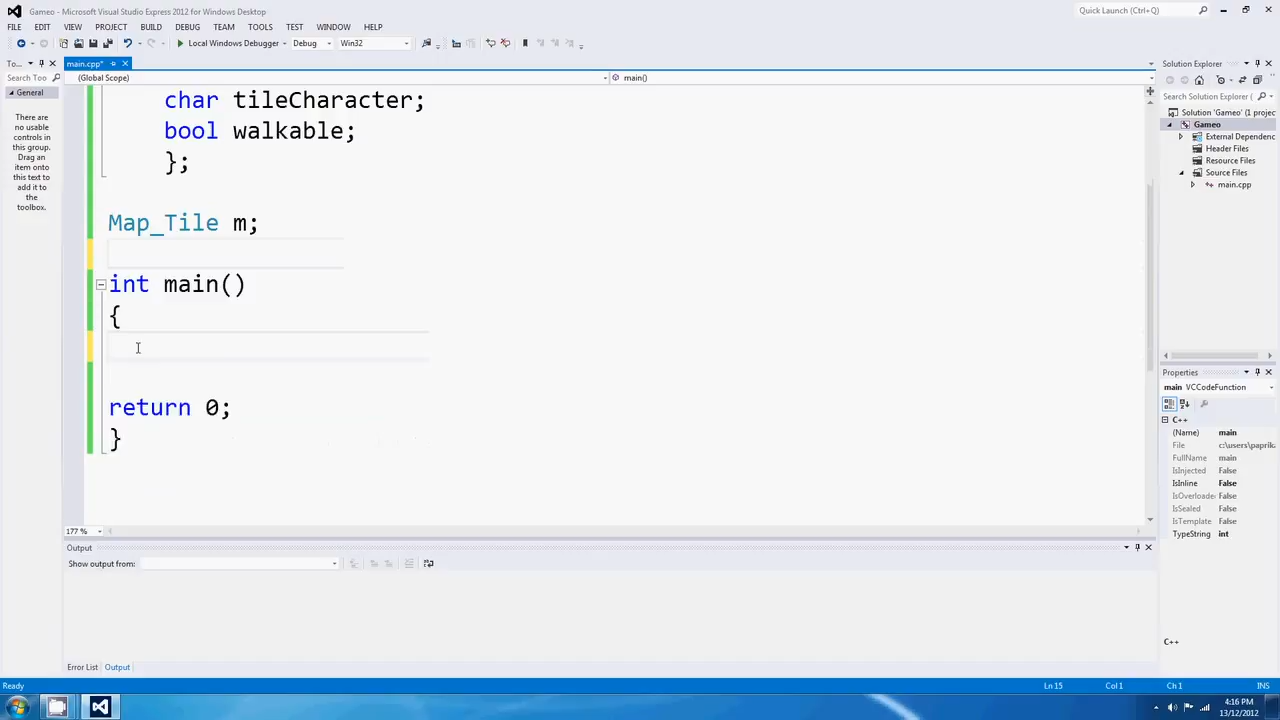 Gameo - Microsoft Visual Studio Express 2012 for Windows Desktop
Quick Launch (Ctrl+Q)
FILE EDIT VIEW PROJECT BUILD DEBUG TEAM TOOLS TEST WINDOW HELP
Local Windows Debugger Debug Win32
To...
main.cpp*
Solution Explorer
Search Too
(Global Scope)
main()
General
There are
no usable
controls in
this group.
Drag an
item onto
this text to
add it to
the
toolbox.
char tileCharacter;
bool walkable;
};
Map_Tile m;
int main()
{
return 0;
}
177 %
Search Solution Explorer (
Solution 'Gameo' (1 projec
Gameo
External Dependenc
Header Files
Resource Files
Source Files
main.cpp
Properties
main VCCodeFunction
C++
(Name) main
File c:\users\paprika
FullName main
IsInjected False
IsInline False
IsOverloade False
IsSealed False
IsTemplate False
TypeString int
C++
Output
Show output from:
Error List Output
Ready
Ln 15 Col 1 Ch 1 INS
4:16 PM
13/12/2012